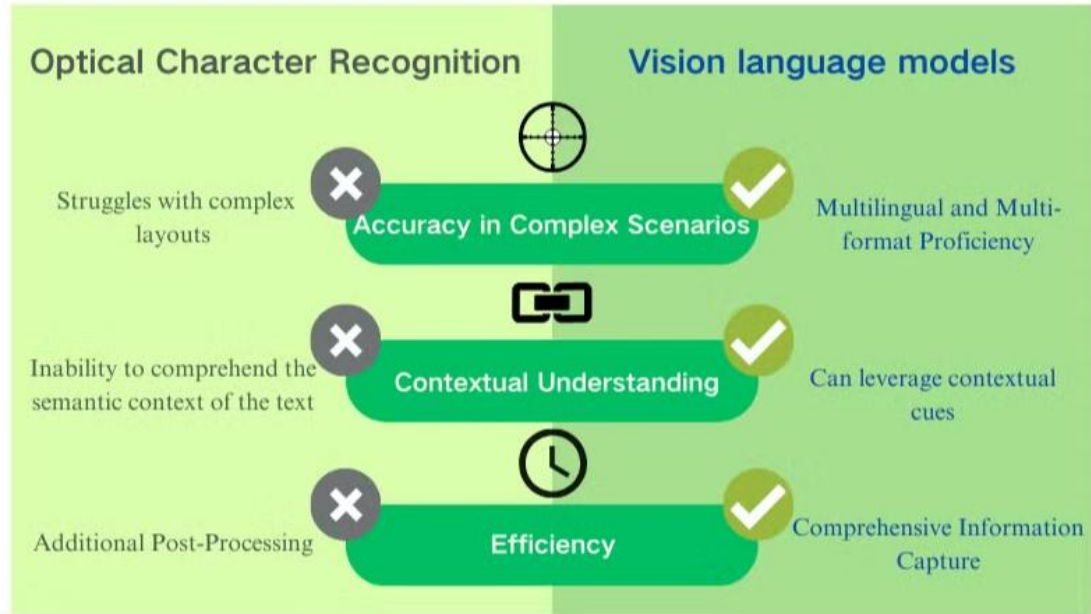 Optical Character Recognition
Vision language models
Struggles with complex
layouts
Accuracy in Complex Scenarios
Multilingual and Multi-
format Proficiency
Inability to comprehend the
semantic context of the text
Contextual Understanding
Can leverage contextual
cues
Additional Post-Processing
Efficiency
Comprehensive Information
Capture